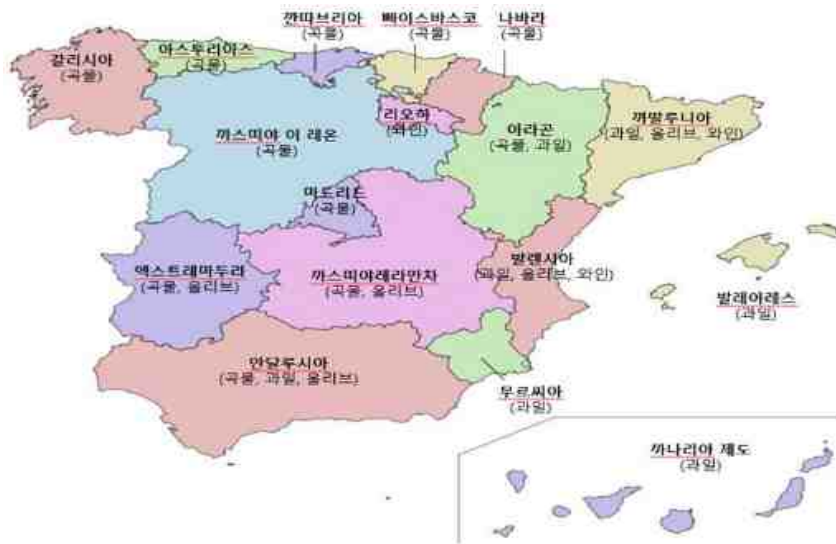 깐따브리아
(곡물)
빠이스바스코
(곡물)
나바라
(곡물)
갈리시아
(곡물)
아스투리아스
(곡물)
까스띠야 이 레온
(곡물)
리오하
(와인)
아라곤
(곡물, 과일)
까딸루니아
(과일, 올리브, 와인)
마드리드
(곡물)
엑스트레마두라
(곡물, 올리브)
까스띠야레라만차
(곡물, 올리브)
발렌시아
(과일, 올리브, 와인)
발레아레스
(과일)
안달루시아
(곡물, 과일, 올리브)
무르씨아
(과일)
까나리아 제도
(과일)